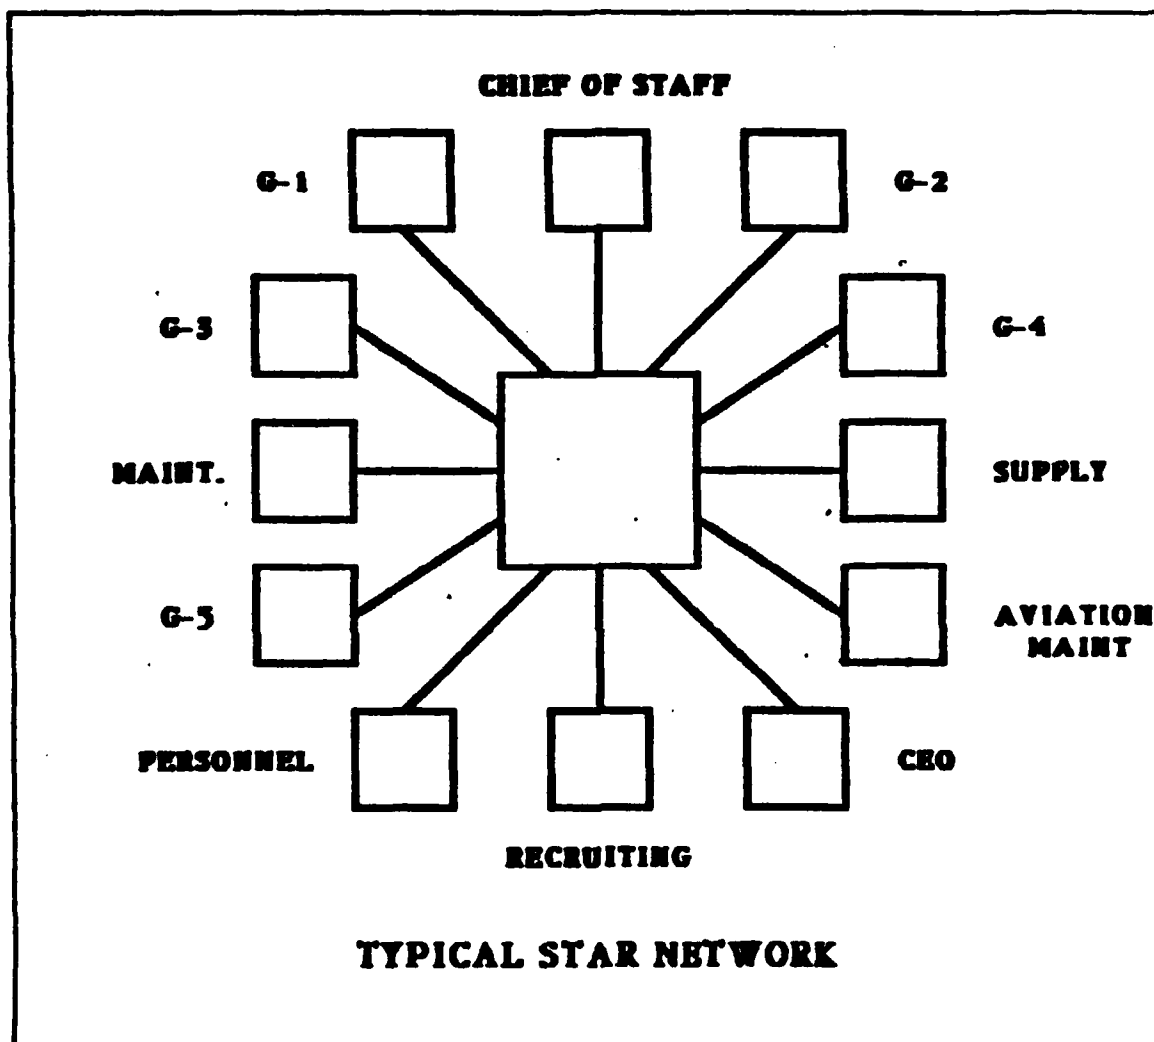 CHIEF OF STAFF
G-1
G-2
G-3
G-4
MAINT.
SUPPLY
G-5
AVIATION
MAINT
PERSONNEL
CEO
RECRUITING
TYPICAL STAR NETWORK